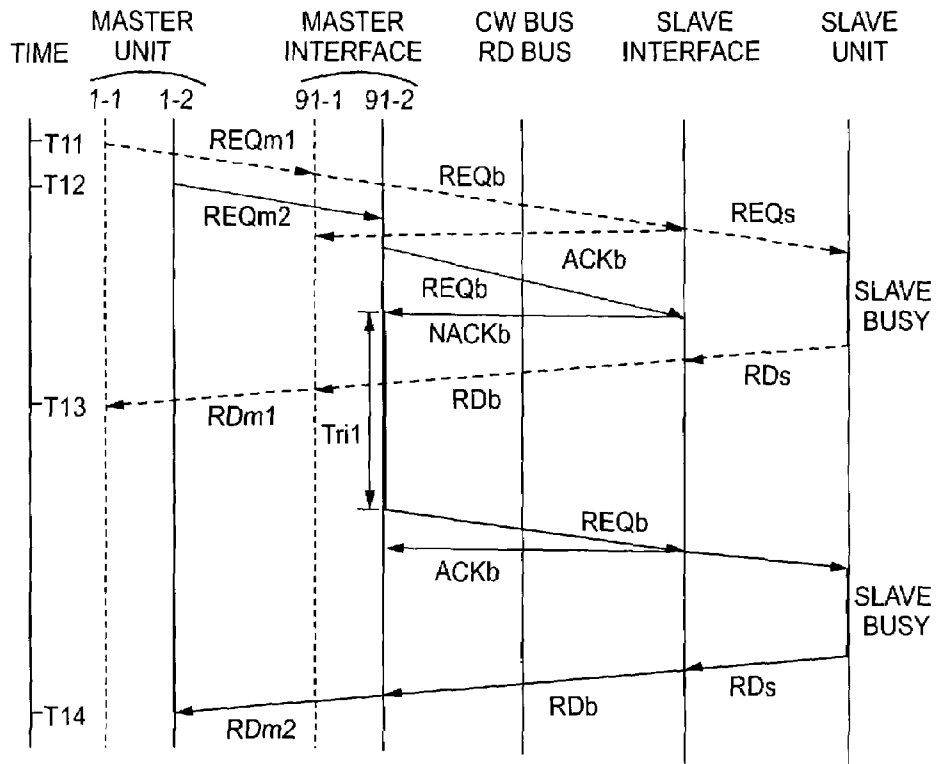 TIME
MASTER UNIT
MASTER INTERFACE
CW BUS RD BUS
SLAVE INTERFACE
SLAVE UNIT
1-1
1-2
91-1
91-2
T11
REQm1
T12
REQb
REQm2
REQs
ACKb
REQb
SLAVE BUSY
NACKb
RDs
RDb
T13
RDm1
Tri1
REQb
ACKb
SLAVE BUSY
RDs
RDb
T14
RDm2